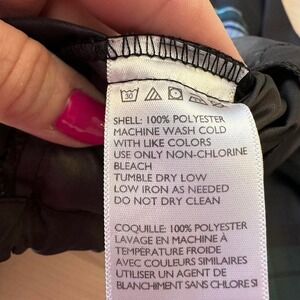 30
SHELL: 100% POLYESTER
MACHINE WASH COLD
WITH LIKE COLORS
USE ONLY NON-CHLORINE
BLEACH
TUMBLE DRY LOW
LOW IRON AS NEEDED
DO NOT DRY CLEAN
COQUILLE: 100% POLYESTER
LAVAGE EN MACHINE À
TEMPÉRATURE FROIDE
AVEC COULEURS SIMILAIRES
UTILISER UN AGENT DE
BLANCHIMENT SANS CHLORE SI